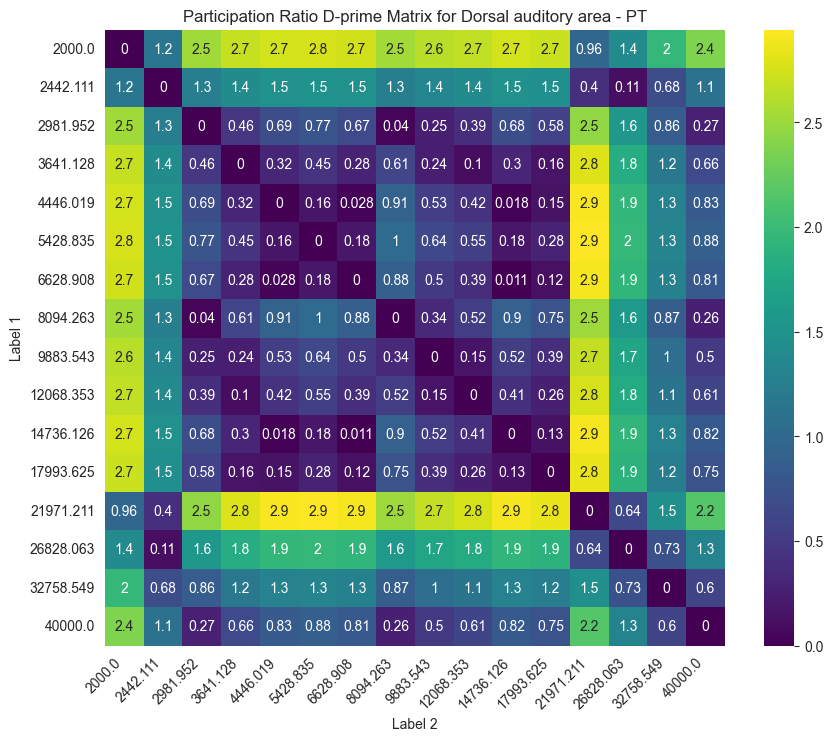 Participation Ratio D-prime Matrix for Dorsal auditory area - PT
2000.0 0 1.2 2.5 2.7 2.7 2.8 2.7 2.5 2.6 2.7 2.7 2.7 0.96 1.4 2 2.4
2442.111 1.2 0 1.3 1.4 1.5 1.5 1.5 1.3 1.4 1.4 1.5 1.5 0.4 0.11 0.68 1.1
2981.952 2.5 1.3 0 0.46 0.69 0.77 0.67 0.04 0.25 0.39 0.68 0.58 2.5 1.6 0.86 0.27
3641.128 2.7 1.4 0.46 0 0.32 0.45 0.28 0.61 0.24 0.1 0.3 0.16 2.8 1.8 1.2 0.66
4446.019 2.7 1.5 0.69 0.32 0 0.16 0.028 0.91 0.53 0.42 0.018 0.15 2.9 1.9 1.3 0.83
5428.835 2.8 1.5 0.77 0.45 0.16 0 0.18 1 0.64 0.55 0.18 0.28 2.9 2 1.3 0.88
6628.908 2.7 1.5 0.67 0.28 0.028 0.18 0 0.88 0.5 0.39 0.011 0.12 2.9 1.9 1.3 0.81
8094.263 2.5 1.3 0.04 0.61 0.91 1 0.88 0 0.34 0.52 0.9 0.75 2.5 1.6 0.87 0.26
9883.543 2.6 1.4 0.25 0.24 0.53 0.64 0.5 0.34 0 0.15 0.52 0.39 2.7 1.7 1 0.5
12068.353 2.7 1.4 0.39 0.1 0.42 0.55 0.39 0.52 0.15 0 0.41 0.26 2.8 1.8 1.1 0.61
14736.126 2.7 1.5 0.68 0.3 0.018 0.18 0.011 0.9 0.52 0.41 0 0.13 2.9 1.9 1.3 0.82
17993.625 2.7 1.5 0.58 0.16 0.15 0.28 0.12 0.75 0.39 0.26 0.13 0 2.8 1.9 1.2 0.75
21971.211 0.96 0.4 2.5 2.8 2.9 2.9 2.9 2.5 2.7 2.8 2.9 2.8 0 0.64 1.5 2.2
26828.063 1.4 0.11 1.6 1.8 1.9 2 1.9 1.6 1.7 1.8 1.9 1.9 0.64 0 0.73 1.3
32758.549 2 0.68 0.86 1.2 1.3 1.3 1.3 0.87 1 1.1 1.3 1.2 1.5 0.73 0 0.6
40000.0 2.4 1.1 0.27 0.66 0.83 0.88 0.81 0.26 0.5 0.61 0.82 0.75 2.2 1.3 0.6 0
2000.0 2442.111 2981.952 3641.128 4446.019 5428.835 6628.908 8094.263 9883.543 12068.353 14736.126 17993.625 21971.211 26828.063 32758.549 40000.0
Label 2
Label 1
2.5
2.0
1.5
1.0
0.5
0.0